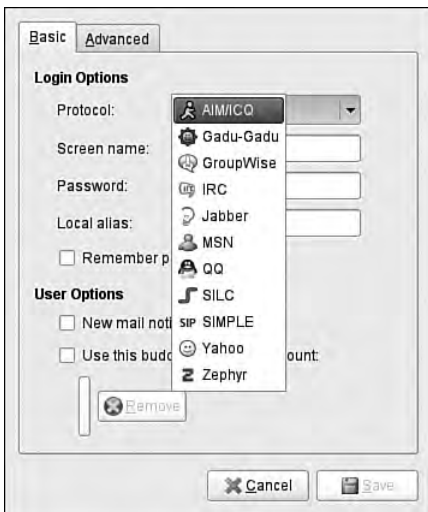 Basic Advanced
Login Options
Protocol: AIM/ICQ
Gadu-Gadu
Screen name:
GroupWise
Password: IRC
Jabber
Local alias:
MSN
Remember p
QQ
User Options
SILC
New mail noti SIP SIMPLE
Yahoo
Use this budd ount:
Zephyr
Remove
Cancel Save